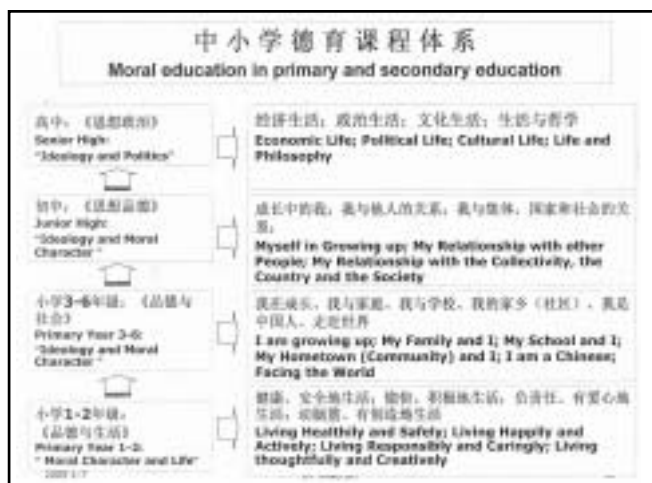 中小学德育课程体系
Moral education in primary and secondary education
高中：《思想政治》
Senior High:
"Ideology and Politics"
经济生活；政治生活；文化生活；生活与哲学
Economic Life; Political Life; Cultural Life; Life and
Philosophy
初中：《思想品德》
Junior High:
"Ideology and Moral
Character"
成长中的我；我与他人的关系；我与集体、国家和社会的关
系；
Myself in Growing up; My Relationship with other
People; My Relationship with the Collectivity, the
Country and the Society
小学3-6年级：《品德与
社会》
Primary Year 3-6:
"Ideology and Moral
Character"
我在成长、我与家庭、我与学校、我的家乡（社区）、我是
中国人、走近世界
I am growing up; My Family and I; My School and I;
My Hometown (Community) and I; I am a Chinese;
Facing the World
小学1-2年级：
《品德与生活》
Primary Year 1-2:
" Moral Character and Life"
健康、安全地生活；愉快、积极地生活；负责任、有爱心地
生活；动脑筋、有创造地生活
Living Healthily and Safely; Living Happily and
Actively; Living Responsibly and Caringly; Living
thoughtfully and Creatively